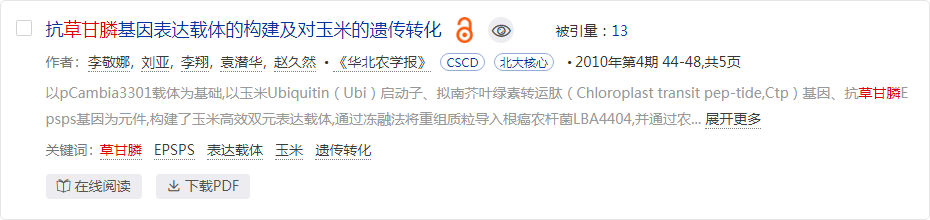 抗草甘膦基因表达载体的构建及对玉米的遗传转化 被引量：13
作者：李敬娜, 刘亚, 李翔, 袁潜华, 赵久然 •《华北农学报》 CSCD 北大核心 • 2010年第4期 44-48,共5页
以pCambia3301载体为基础,以玉米Ubiquitin（Ubi）启动子、拟南芥叶绿素转运肽（Chloroplast transit pep-tide,Ctp）基因、抗草甘膦E
psps基因为元件,构建了玉米高效双元表达载体,通过冻融法将重组质粒导入根癌农杆菌LBA4404,并通过农... 展开更多
关键词：草甘膦 EPSPS 表达载体 玉米 遗传转化
在线阅读 下载PDF